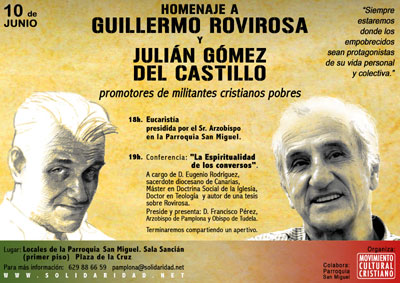 10 de
JUNIO
HOMENAJE A
GUILLERMO ROVIROSA
Y
JULIÁN GÓMEZ
DEL CASTILLO
promotores de militantes cristianos pobres
"Siempre
estaremos
donde los
empobrecidos
sean protagonistas
de su vida personal
y colectiva."
18h. Eucaristía
presidida por el Sr. Arzobispo
en la Parroquia San Miguel.
19h. Conferencia: "La Espiritualidad
de los conversos".
A cargo de D. Eugenio Rodríguez,
sacerdote diocesano de Canarias,
Máster en Doctrina Social de la Iglesia,
Doctor en Teología y autor de una tesis
sobre Rovirosa.
Preside y presenta: D. Francisco Pérez,
Arzobispo de Pamplona y Obispo de Tudela.
Terminaremos compartiendo un apertivo.
Lugar: Locales de la Parroquia San Miguel. Sala Sancián
(primer piso) Plaza de la Cruz
Para más información: 629 88 66 59 pamplona@solidaridad.net
WWW.SOLIDARIDAD.NET
Colabora:
Parroquia
San Miguel
Organiza:
MOVIMIENTO
CULTURAL
CRISTIANO